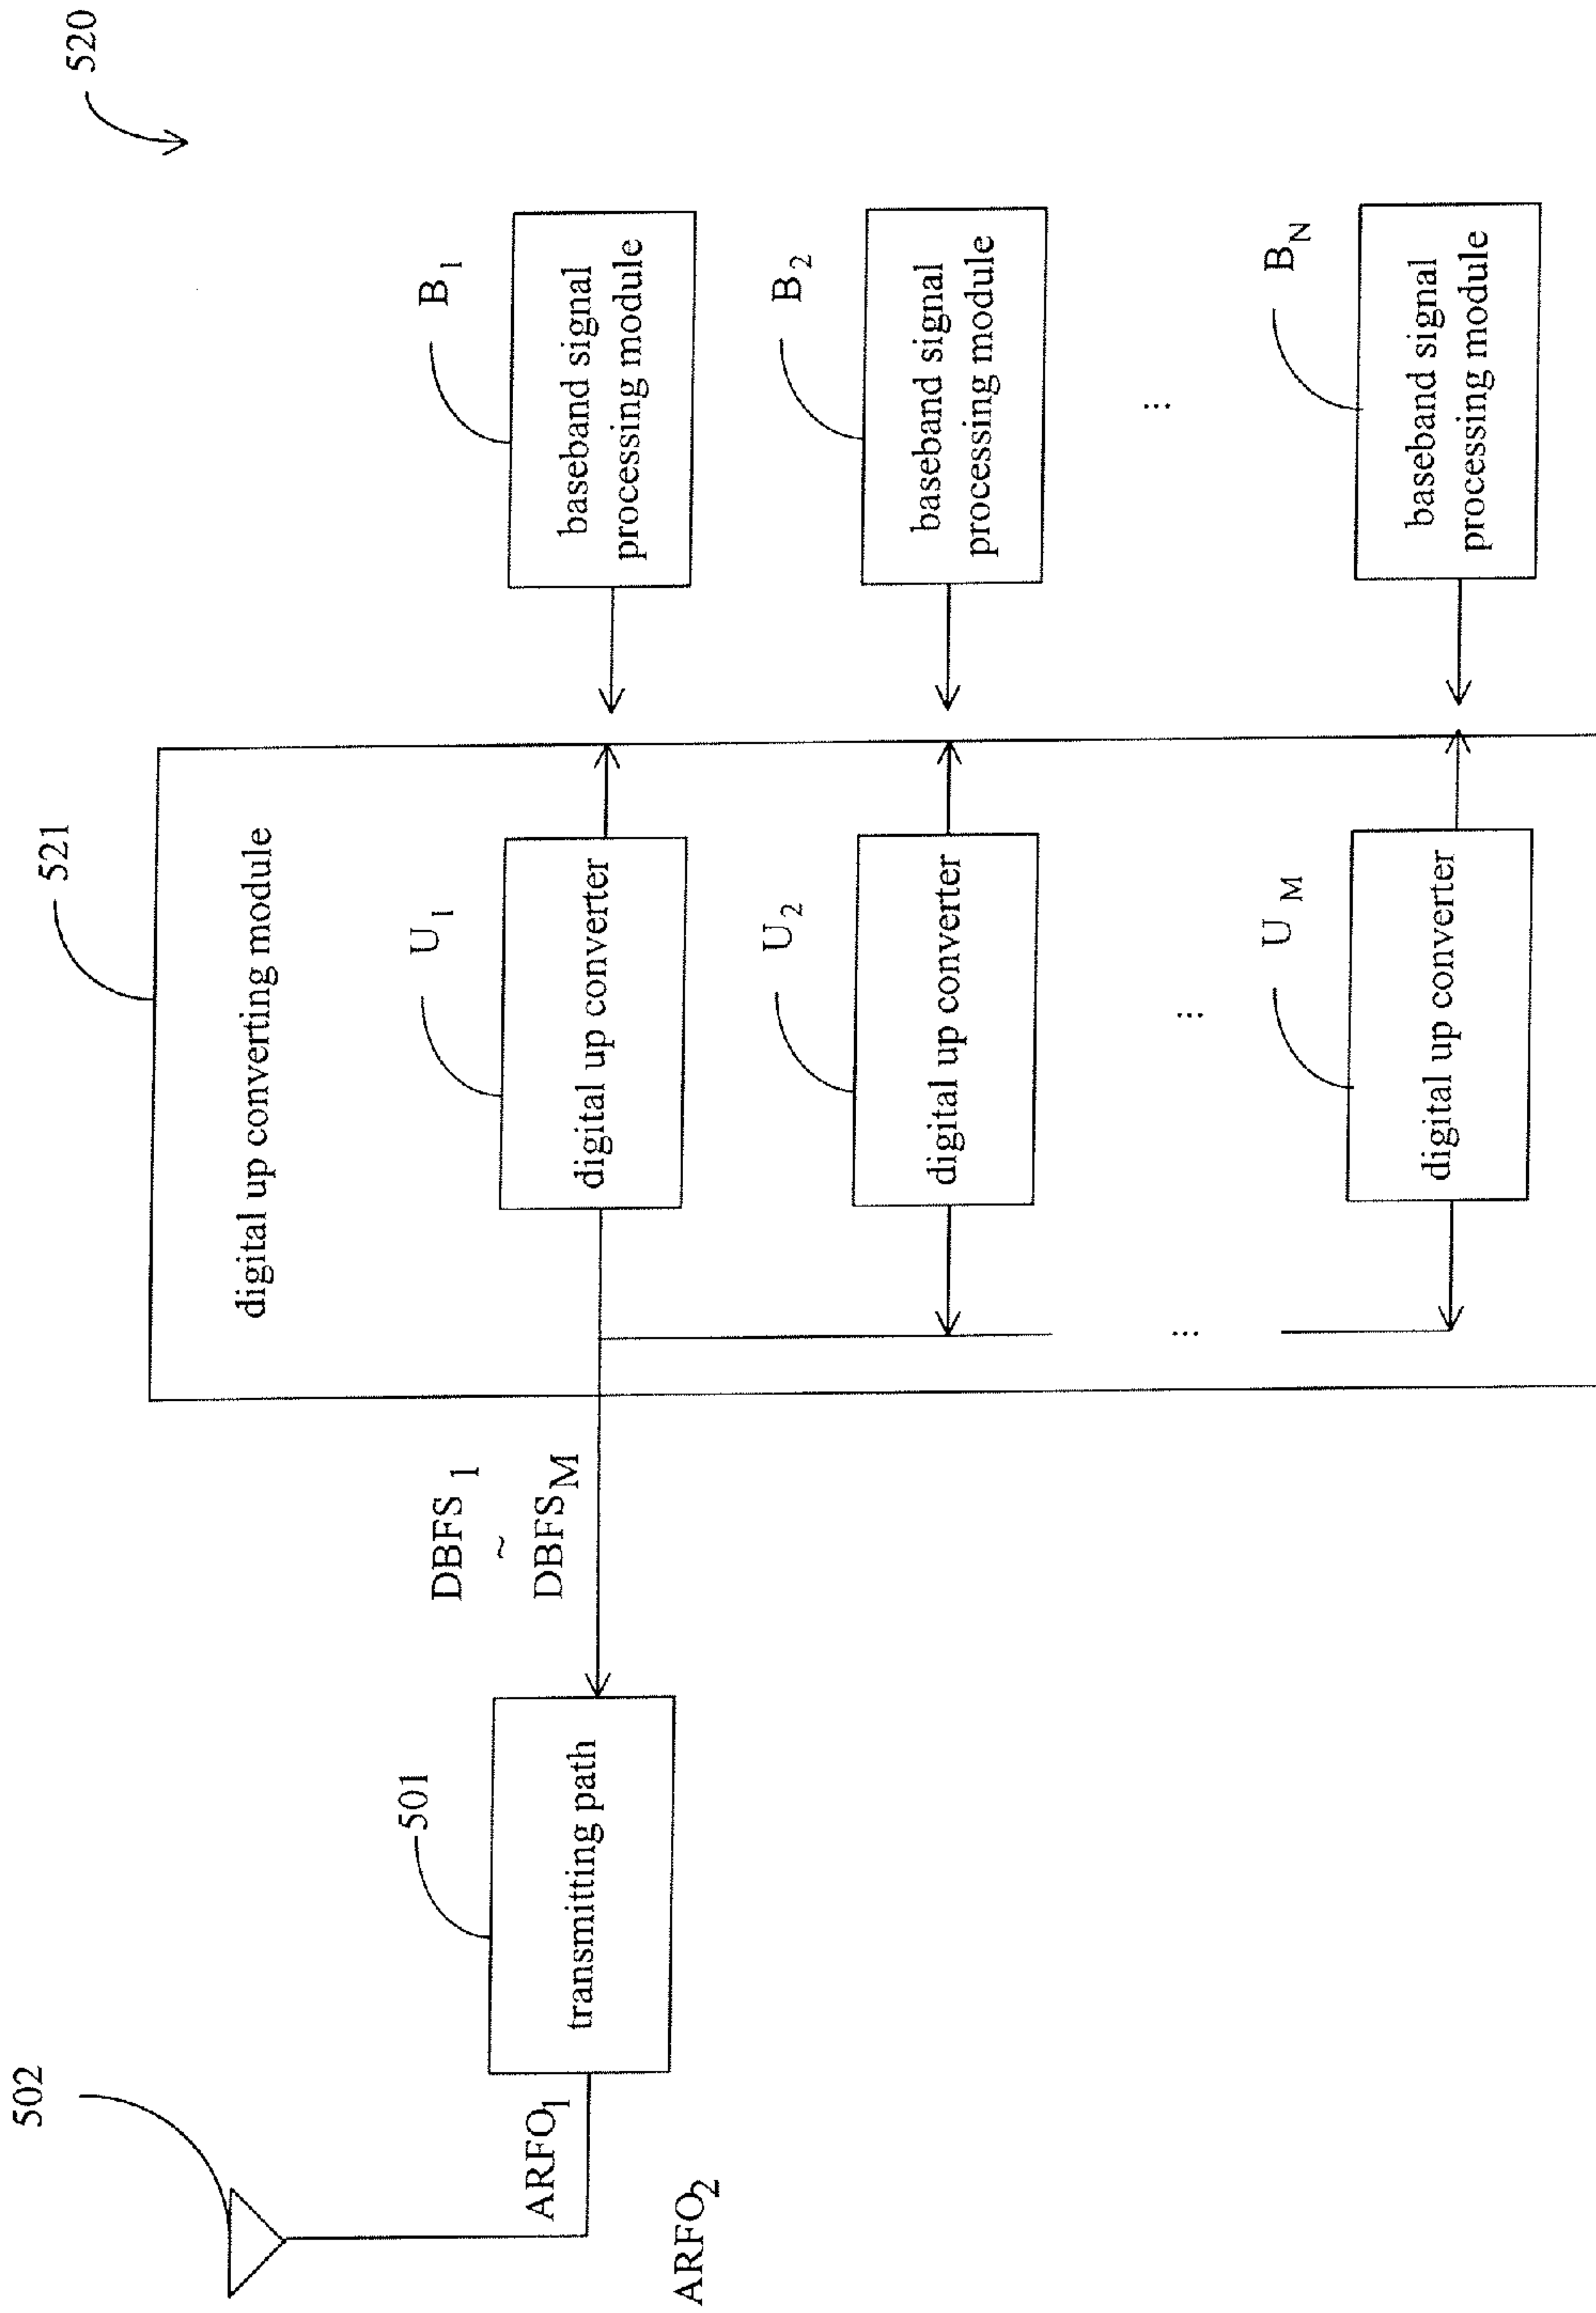 520
502
ARFO1
ARFO2
501
transmitting path
DBFS1
~
DBFSM
521
digital up converting module
U1
digital up converter
U2
digital up converter
...
...
UM
digital up converter
B1
baseband signal
processing module
B2
baseband signal
processing module
...
BN
baseband signal
processing module